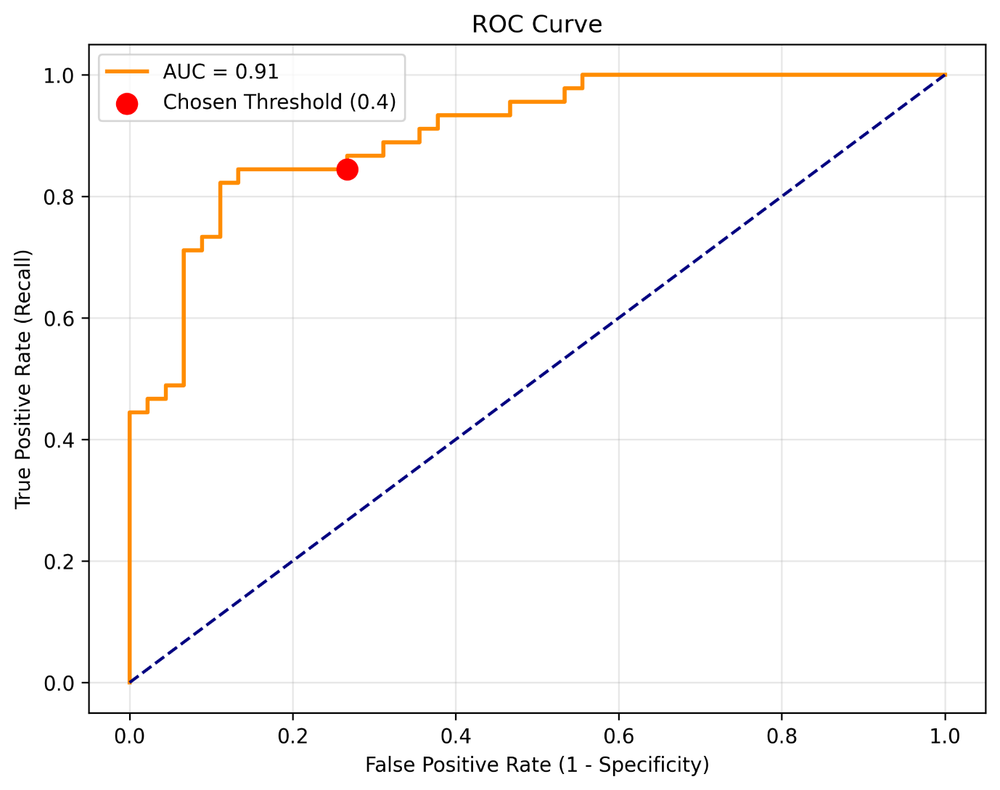 ROC Curve
AUC = 0.91
Chosen Threshold (0.4)
True Positive Rate (Recall)
1.0
0.8
0.6
0.4
0.2
0.0
0.0 0.2 0.4 0.6 0.8 1.0
False Positive Rate (1 - Specificity)